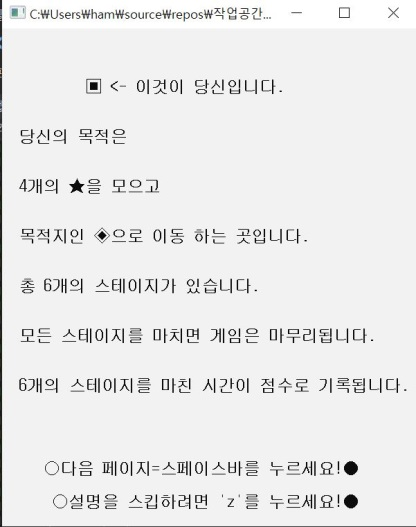 C:₩Users₩ham₩source₩repos₩작업공간...
▣ <- 이것이 당신입니다.
당신의 목적은
4개의 ★을 모으고
목적지인 ◈으로 이동 하는 곳입니다.
총 6개의 스테이지가 있습니다.
모든 스테이지를 마치면 게임은 마무리됩니다.
6개의 스테이지를 마친 시간이 점수로 기록됩니다.
○다음 페이지=스페이스바를 누르세요!●
○설명을 스킵하려면 'z'를 누르세요!●